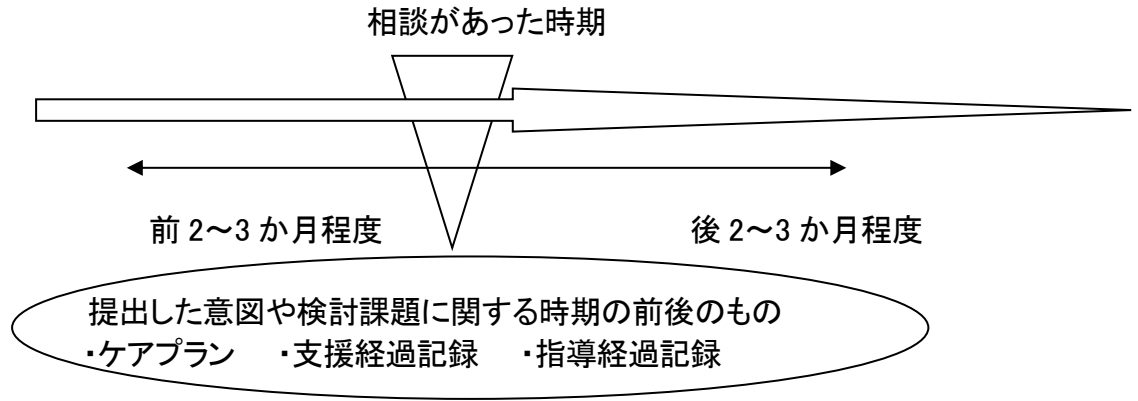 相談があった時期
前 2～3 か月程度
後 2～3 か月程度
提出した意図や検討課題に関する時期の前後のもの
・ケアプラン　・支援経過記録　・指導経過記録